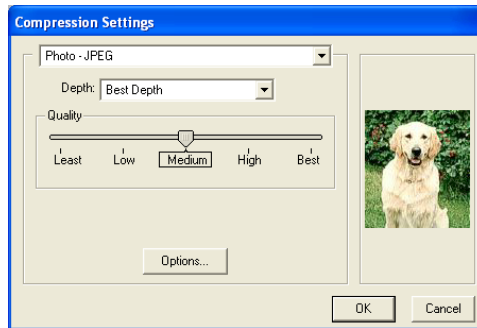 Compression Settings
Photo - JPEG
Depth: Best Depth
Quality
Least Low Medium High Best
Options...
OK Cancel